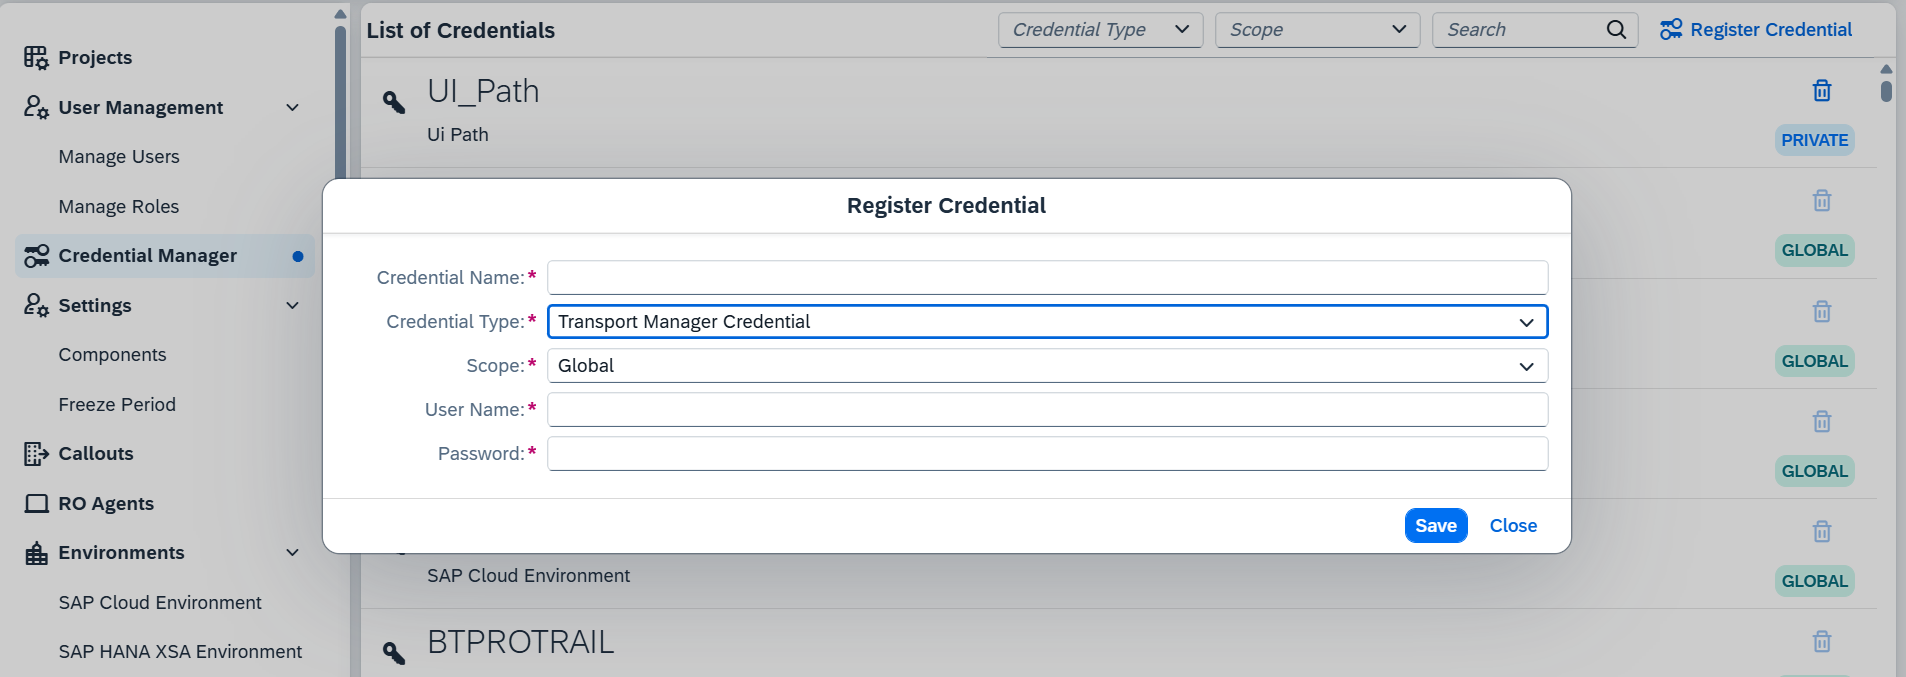 Projects
User Management
Manage Users
Manage Roles
Credential Manager
Settings
Components
Freeze Period
Callouts
RO Agents
Environments
SAP Cloud Environment
SAP HANA XSA Environment
List of Credentials
Credential Type
Scope
Search
Register Credential
UI_Path
Ui Path
PRIVATE
GLOBAL
GLOBAL
GLOBAL
Register Credential
Credential Name:*
Credential Type:* Transport Manager Credential
Scope:* Global
User Name:*
Password:*
Save Close
SAP Cloud Environment
GLOBAL
BTPROTRAIL